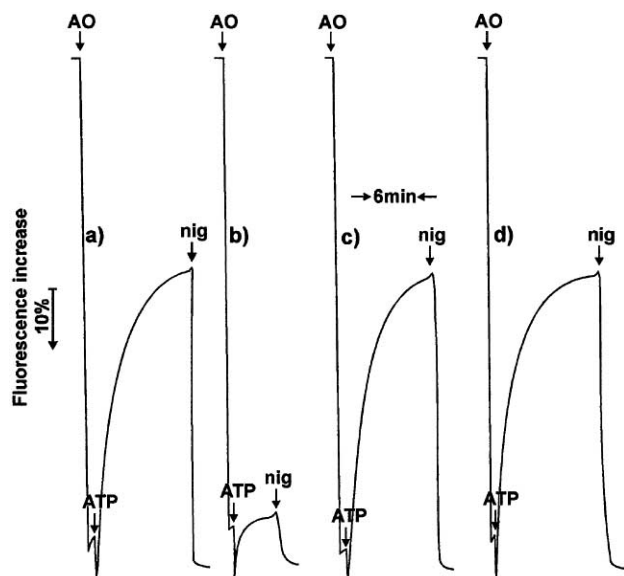 AO
AO
AO
AO
6min
a)
nig
b)
c)
nig
d)
nig
Fluorescence increase
10%
nig
ATP
ATP
ATP
ATP